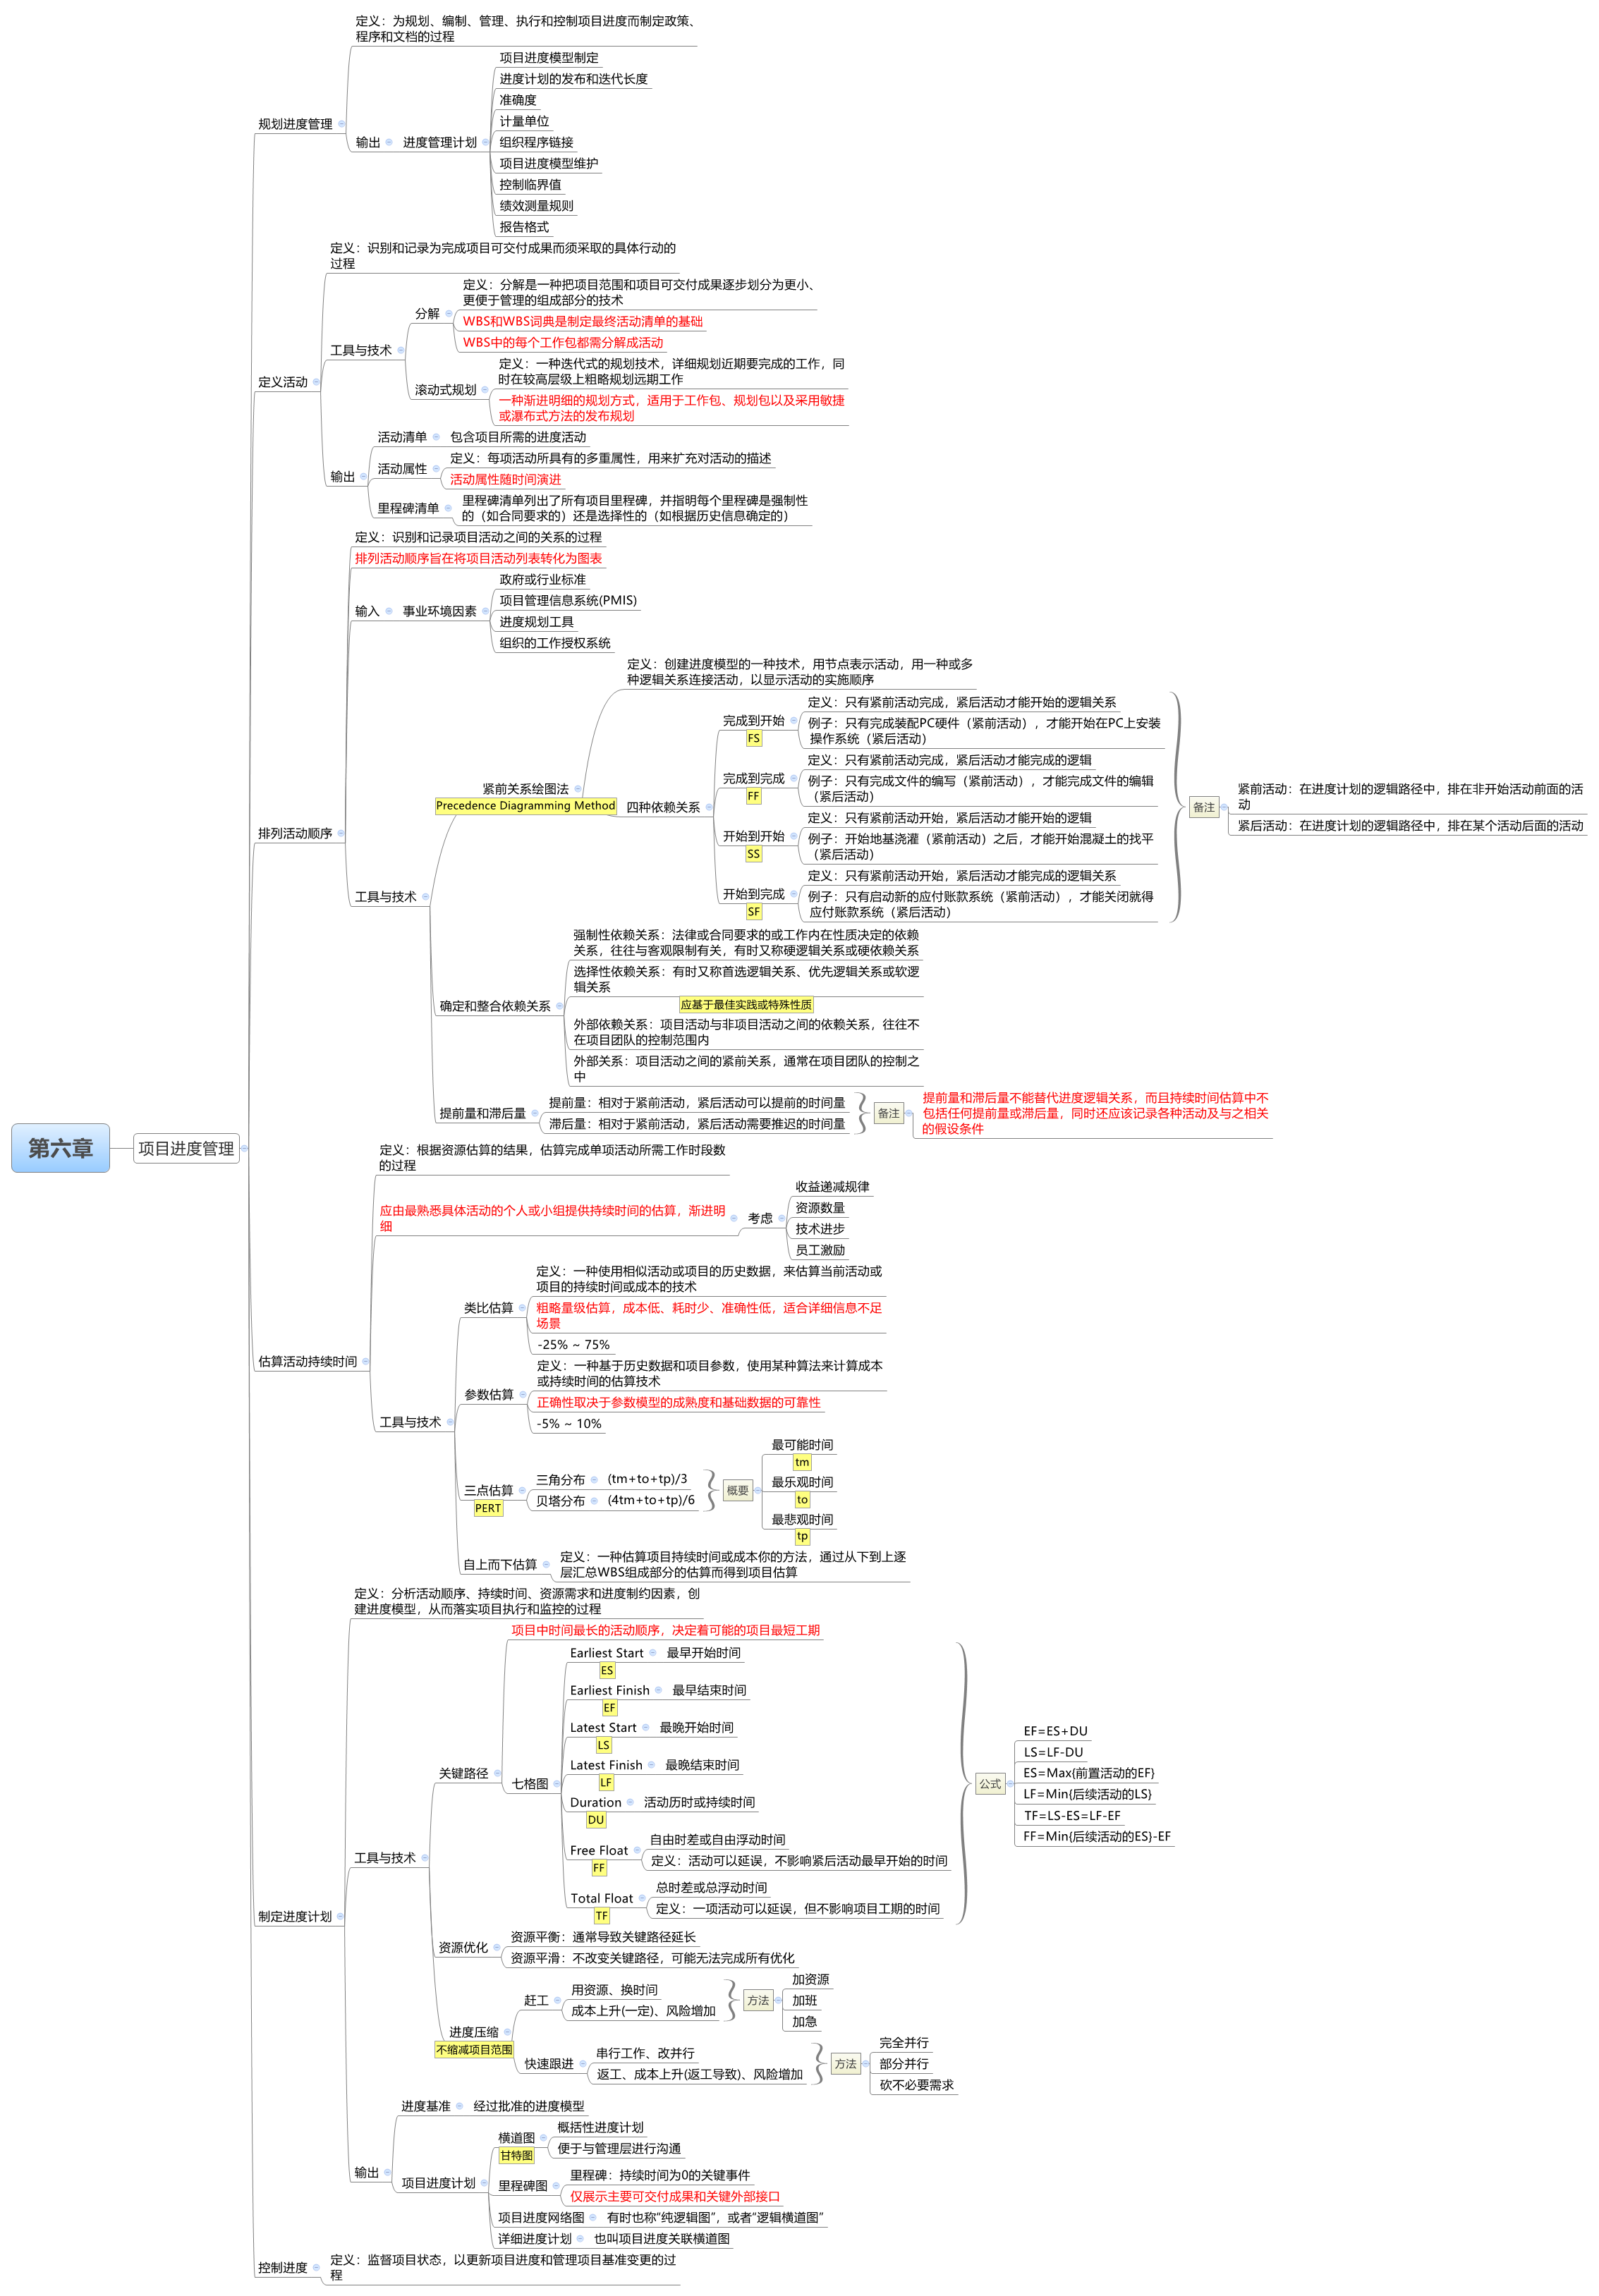 第六章
项目进度管理
规划进度管理
定义：为规划、编制、管理、执行和控制项目进度而制定政策、
程序和文档的过程
输出
进度管理计划
项目进度模型制定
进度计划的发布和迭代长度
准确度
计量单位
组织程序链接
项目进度模型维护
控制临界值
绩效测量规则
报告格式
定义活动
定义：识别和记录为完成项目可交付成果而须采取的具体行动的
过程
工具与技术
分解
定义：分解是一种把项目范围和项目可交付成果逐步划分为更小、
更便于管理的组成部分的技术
WBS和WBS词典是制定最终活动清单的基础
WBS中的每个工作包都需分解成活动
滚动式规划
定义：一种迭代式的规划技术，详细规划近期要完成的工作，同
时在较高层级上粗略规划远期工作
一种渐进明细的规划方式，适用于工作包、规划包以及采用敏捷
或瀑布式方法的发布规划
输出
活动清单
包含项目所需的进度活动
活动属性
定义：每项活动所具有的多重属性，用来扩充对活动的描述
活动属性随时间演进
里程碑清单
里程碑清单列出了所有项目里程碑，并指明每个里程碑是强制性
的（如合同要求的）还是选择性的（如根据历史信息确定的）
排列活动顺序
定义：识别和记录项目活动之间的关系的过程
排列活动顺序旨在将项目活动列表转化为图表
输入
事业环境因素
政府或行业标准
项目管理信息系统(PMIS)
进度规划工具
组织的工作授权系统
工具与技术
紧前关系绘图法
Precedence Diagramming Method
定义：创建进度模型的一种技术，用节点表示活动，用一种或多
种逻辑关系连接活动，以显示活动的实施顺序
四种依赖关系
完成到开始
FS
定义：只有紧前活动完成，紧后活动才能开始的逻辑关系
例子：只有完成装配PC硬件（紧前活动），才能开始在PC上安装
操作系统（紧后活动）
完成到完成
FF
定义：只有紧前活动完成，紧后活动才能完成的逻辑
例子：只有完成文件的编写（紧前活动），才能完成文件的编辑
（紧后活动）
开始到开始
SS
定义：只有紧前活动开始，紧后活动才能开始的逻辑
例子：开始地基浇灌（紧前活动）之后，才能开始混凝土的找平
（紧后活动）
开始到完成
SF
定义：只有紧前活动开始，紧后活动才能完成的逻辑关系
例子：只有启动新的应付账款系统（紧前活动），才能关闭就得
应付账款系统（紧后活动）
备注
紧前活动：在进度计划的逻辑路径中，排在非开始活动前面的活
动
紧后活动：在进度计划的逻辑路径中，排在某个活动后面的活动
确定和整合依赖关系
强制性依赖关系：法律或合同要求的或工作内在性质决定的依赖
关系，往往与客观限制有关，有时又称硬逻辑关系或硬依赖关系
选择性依赖关系：有时又称首选逻辑关系、优先逻辑关系或软逻
辑关系
应基于最佳实践或特殊性质
外部依赖关系：项目活动与非项目活动之间的依赖关系，往往不
在项目团队的控制范围内
外部关系：项目活动之间的紧前关系，通常在项目团队的控制之
中
提前量和滞后量
提前量：相对于紧前活动，紧后活动可以提前的时间量
滞后量：相对于紧前活动，紧后活动需要推迟的时间量
备注
提前量和滞后量不能替代进度逻辑关系，而且持续时间估算中不
包括任何提前量或滞后量，同时还应该记录各种活动及与之相关
的假设条件
估算活动持续时间
定义：根据资源估算的结果，估算完成单项活动所需工作时段数
的过程
应由最熟悉具体活动的个人或小组提供持续时间的估算，渐进明
细
考虑
收益递减规律
资源数量
技术进步
员工激励
工具与技术
类比估算
定义：一种使用相似活动或项目的历史数据，来估算当前活动或
项目的持续时间或成本的技术
粗略量级估算，成本低、耗时少、准确性低，适合详细信息不足
场景
-25% ~ 75%
参数估算
定义：一种基于历史数据和项目参数，使用某种算法来计算成本
或持续时间的估算技术
正确性取决于参数模型的成熟度和基础数据的可靠性
-5% ~ 10%
三点估算
PERT
三角分布
(tm+to+tp)/3
贝塔分布
(4tm+to+tp)/6
概要
最可能时间
tm
最乐观时间
to
最悲观时间
tp
自上而下估算
定义：一种估算项目持续时间或成本你的方法，通过从下到上逐
层汇总WBS组成部分的估算而得到项目估算
制定进度计划
定义：分析活动顺序、持续时间、资源需求和进度制约因素，创
建进度模型，从而落实项目执行和监控的过程
工具与技术
关键路径
项目中时间最长的活动顺序，决定着可能的项目最短工期
七格图
Earliest Start
ES
最早开始时间
Earliest Finish
EF
最早结束时间
Latest Start
LS
最晚开始时间
Latest Finish
LF
最晚结束时间
Duration
DU
活动历时或持续时间
Free Float
FF
自由时差或自由浮动时间
定义：活动可以延误，不影响紧后活动最早开始的时间
Total Float
TF
总时差或总浮动时间
定义：一项活动可以延误，但不影响项目工期的时间
公式
EF=ES+DU
LS=LF-DU
ES=Max{前置活动的EF}
LF=Min{后续活动的LS}
TF=LS-ES=LF-EF
FF=Min{后续活动的ES}-EF
资源优化
资源平衡：通常导致关键路径延长
资源平滑：不改变关键路径，可能无法完成所有优化
进度压缩
不缩减项目范围
赶工
用资源、换时间
成本上升(一定)、风险增加
方法
加资源
加班
加急
快速跟进
串行工作、改并行
返工、成本上升(返工导致)、风险增加
方法
完全并行
部分并行
砍不必要需求
输出
进度基准
经过批准的进度模型
项目进度计划
横道图
甘特图
概括性进度计划
便于与管理层进行沟通
里程碑图
里程碑：持续时间为0的关键事件
仅展示主要可交付成果和关键外部接口
项目进度网络图
有时也称“纯逻辑图”，或者“逻辑横道图”
详细进度计划
也叫项目进度关联横道图
控制进度
定义：监督项目状态，以更新项目进度和管理项目基准变更的过
程